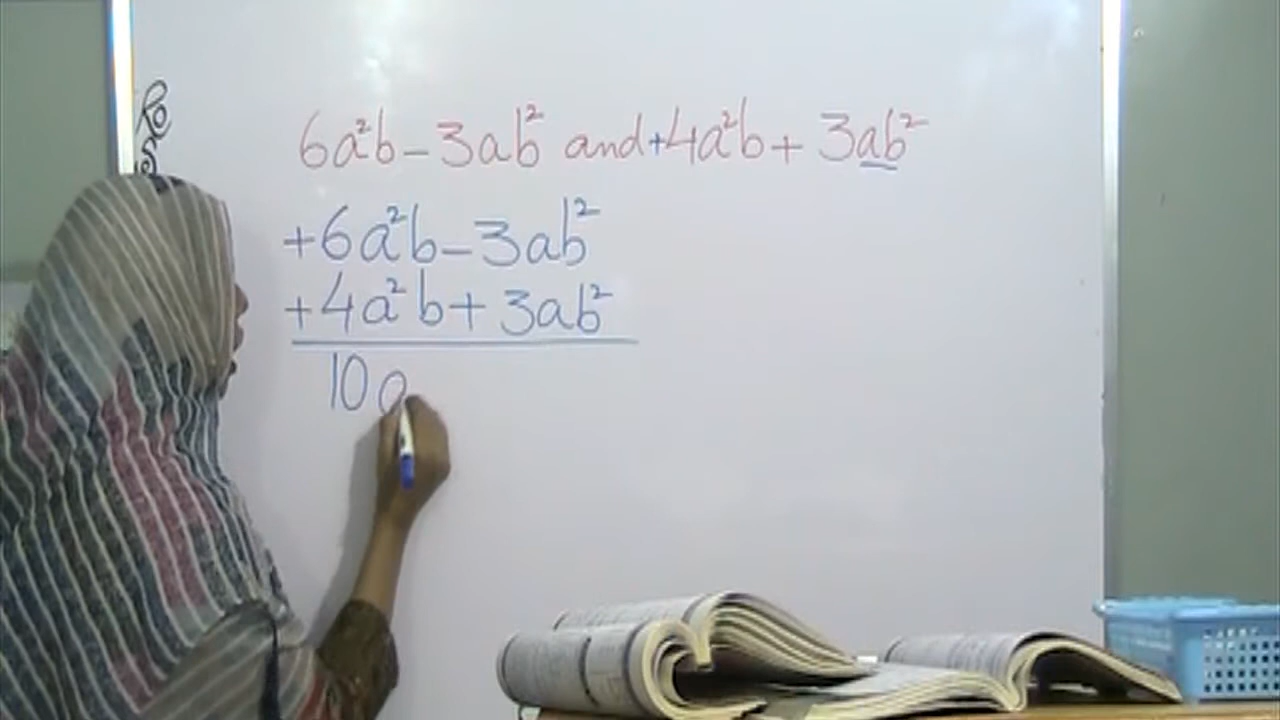 6a²b - 3ab² and +4a²b + 3ab²
+6a²b - 3ab²
+4a²b + 3ab²
10a